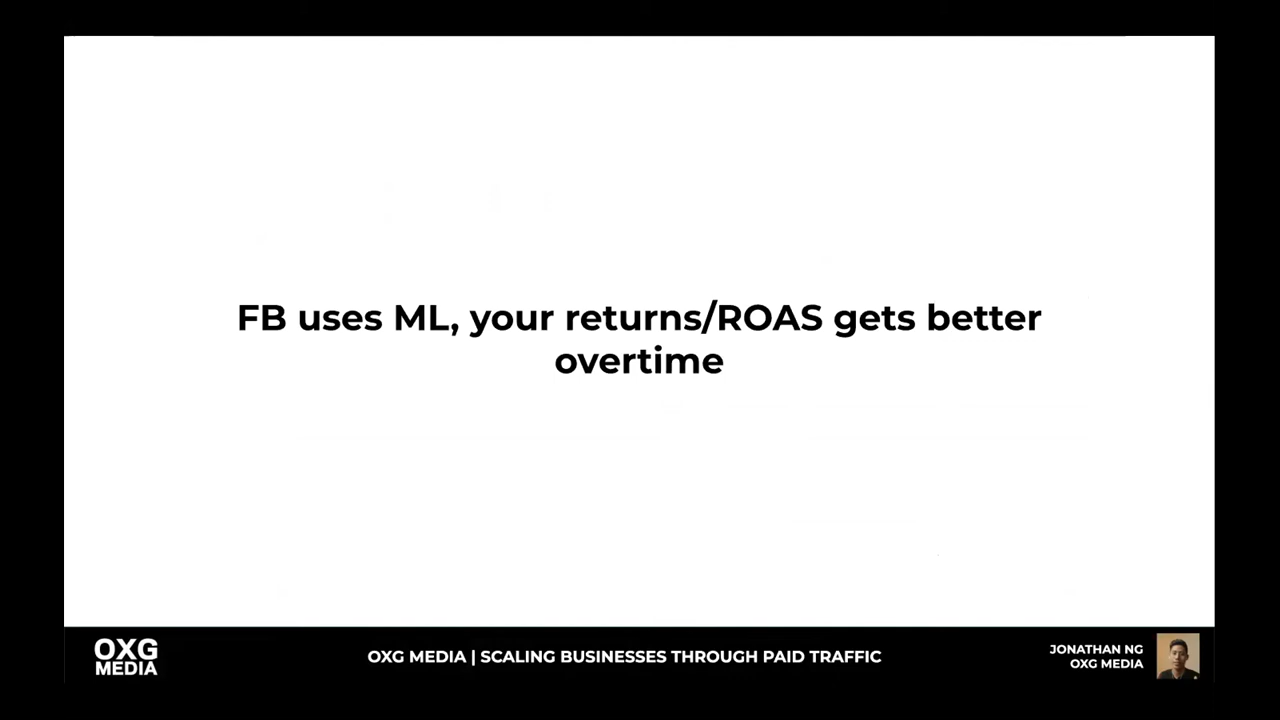 FB uses ML, your returns/ROAS gets better
overtime
OXG
MEDIA
OXG MEDIA | SCALING BUSINESSES THROUGH PAID TRAFFIC
JONATHAN NG
OXG MEDIA